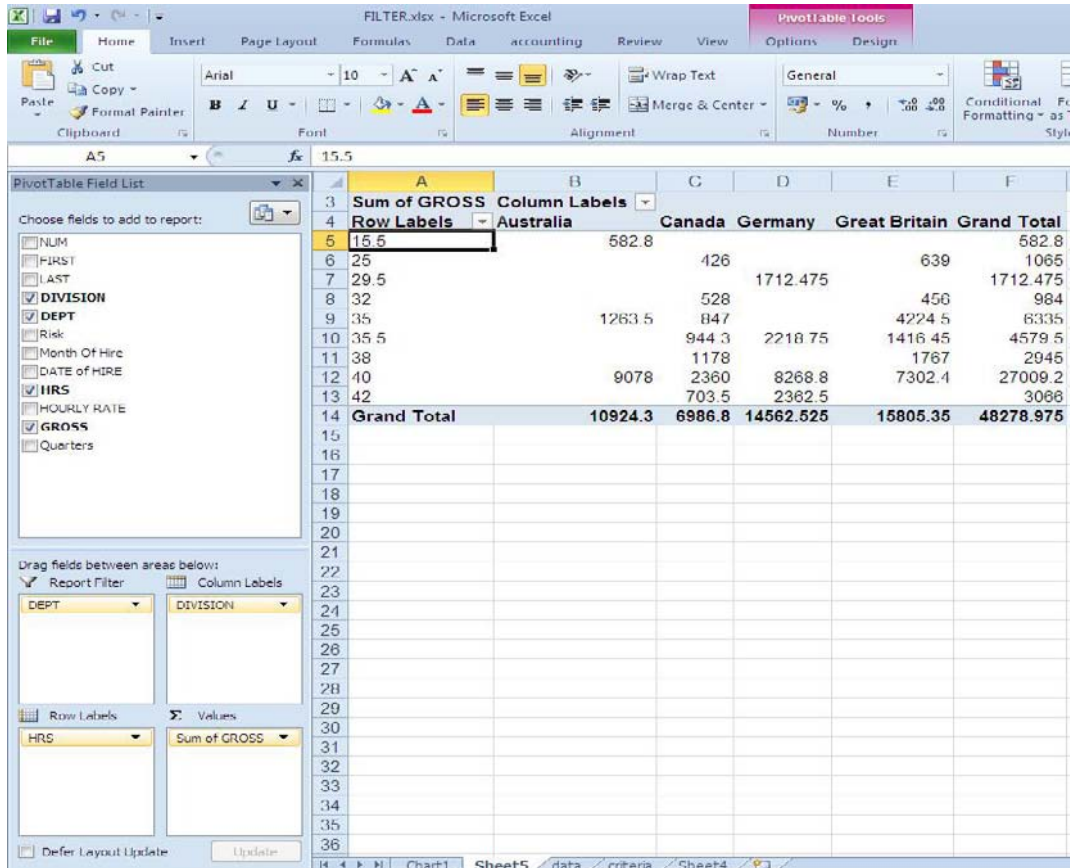 FILTER.xlsx - Microsoft Excel
PivotTable Tools
File Home Insert Page Layout Formulas Data accounting Review View Options Design
Cut
Copy
Format Painter
Paste
Arial 10
Wrap Text
Merge & Center
General
Conditional
Formatting as
Clipboard Font Alignment Number
A5 fx 15.5
PivotTable Field List
Choose fields to add to report:
NUM
FIRST
LAST
DIVISION
DEPT
Risk
Month Of Hire
DATE of HIRE
HRS
HOURLY RATE
GROSS
Quarters
Drag fields between areas below:
Report Filter Column Labels
DEPT DIVISION
Row Labels Σ Values
HRS Sum of GROSS
Defer Layout Update Update
A B C D E F
3 Sum of GROSS Column Labels
4 Row Labels Australia Canada Germany Great Britain Grand Total
5 15.5 582.8 582.8
6 25 426 639 1065
7 29.5 1712.475 1712.475
8 32 528 456 984
9 35 1263.5 847 4224.5 6335
10 35.5 944.3 2218.75 1416.45 4579.5
11 38 1178 1767 2945
12 40 9078 2360 8268.8 7302.4 27009.2
13 42 703.5 2362.5 3066
14 Grand Total 10924.3 6986.8 14562.525 15805.35 48278.975
15
16
17
18
19
20
21
22
23
24
25
26
27
28
29
30
31
32
33
34
35
36
Chart1 Sheet5 data criteria Sheet4